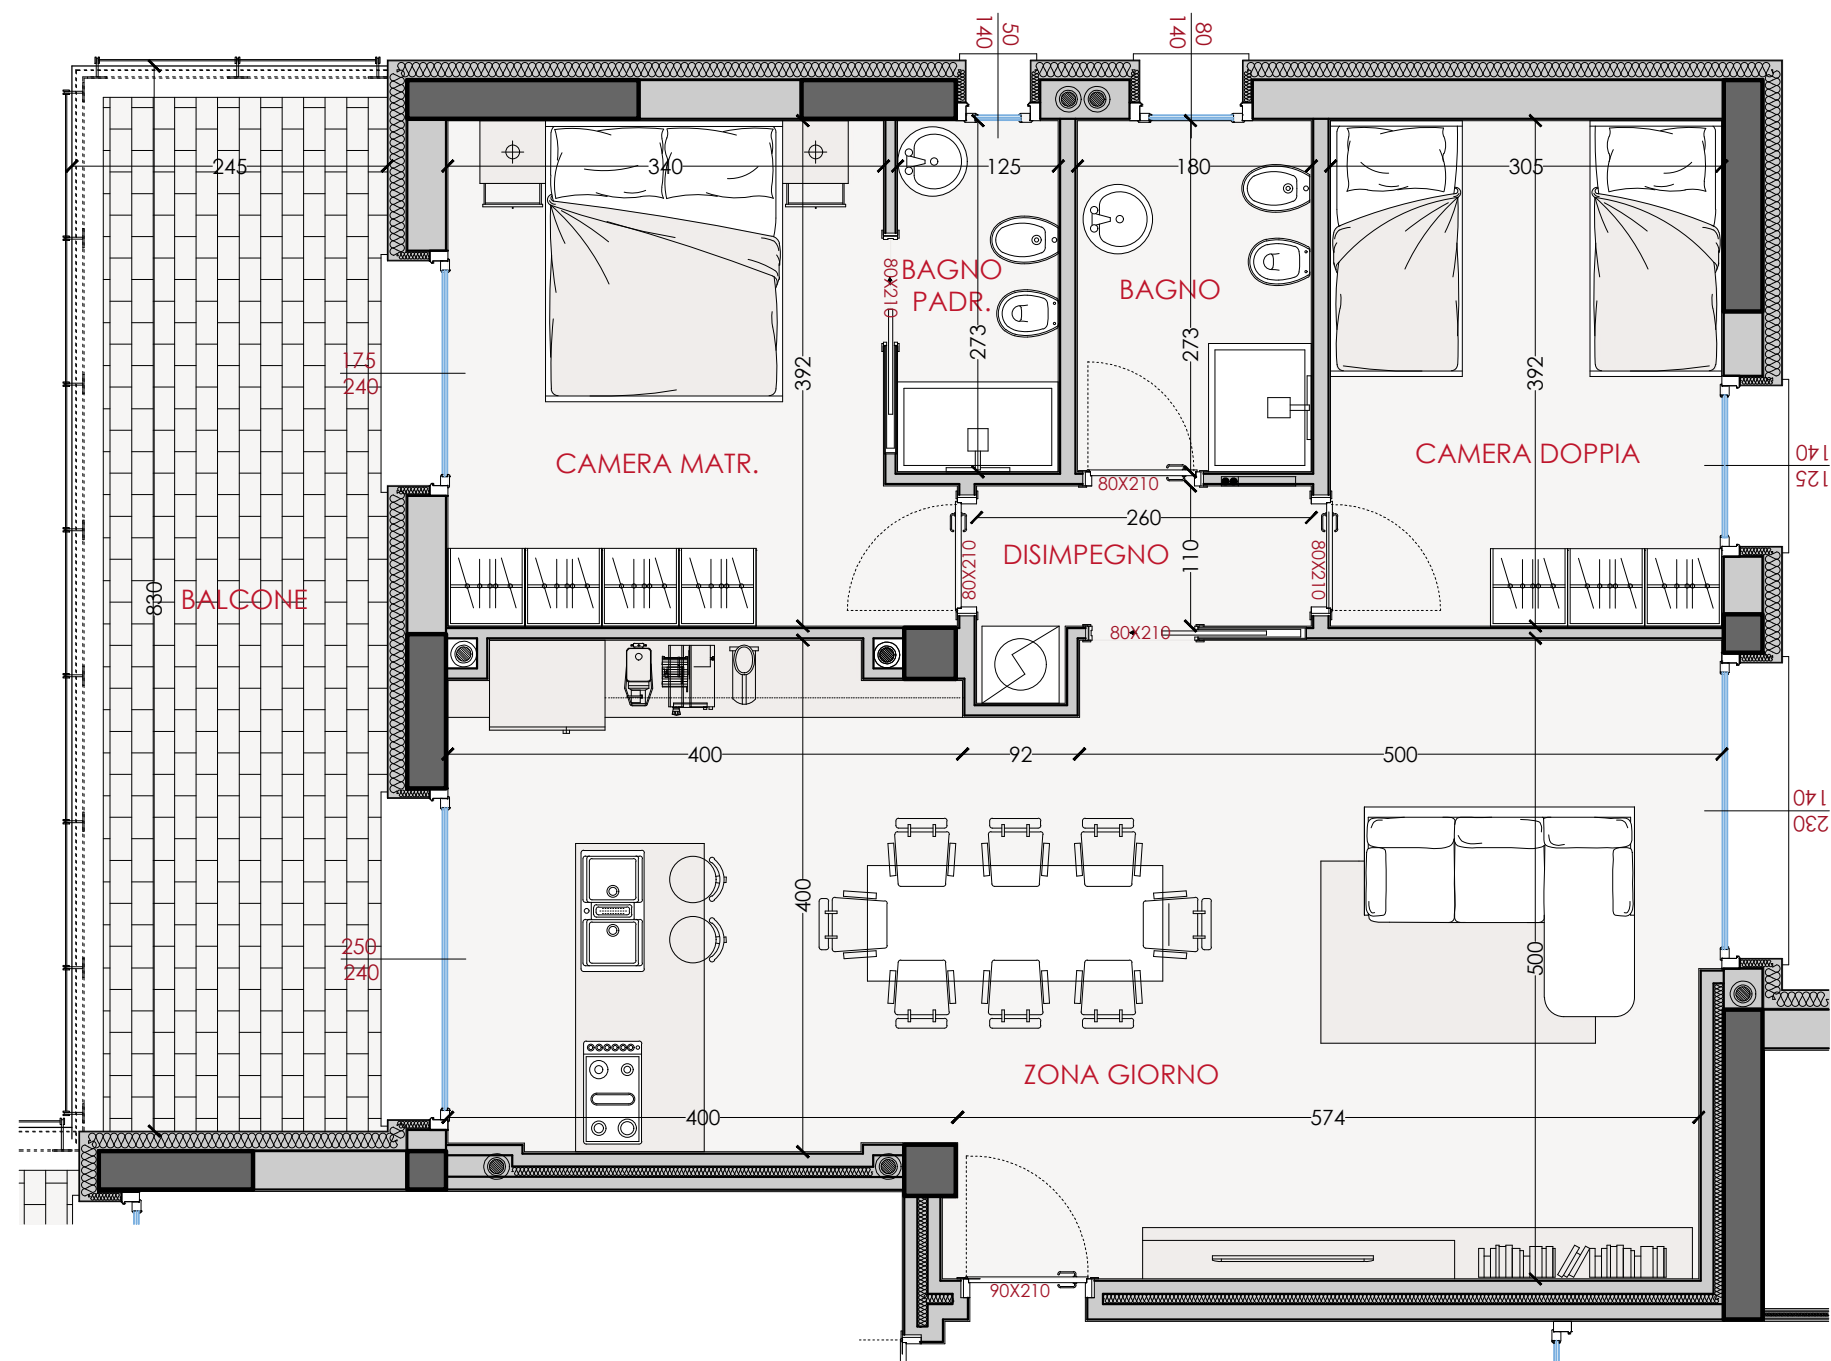 50
140
80
140
245
340
125
180
305
BAGNO
PADR.
80X210
BAGNO
273
273
175
240
392
392
CAMERA MATR.
CAMERA DOPPIA
140
125
80X210
260
DISIMPEGNO
110
80X210
80X210
830
BALCONE
80X210
400
92
500
140
230
400
250
240
500
ZONA GIORNO
400
574
90X210